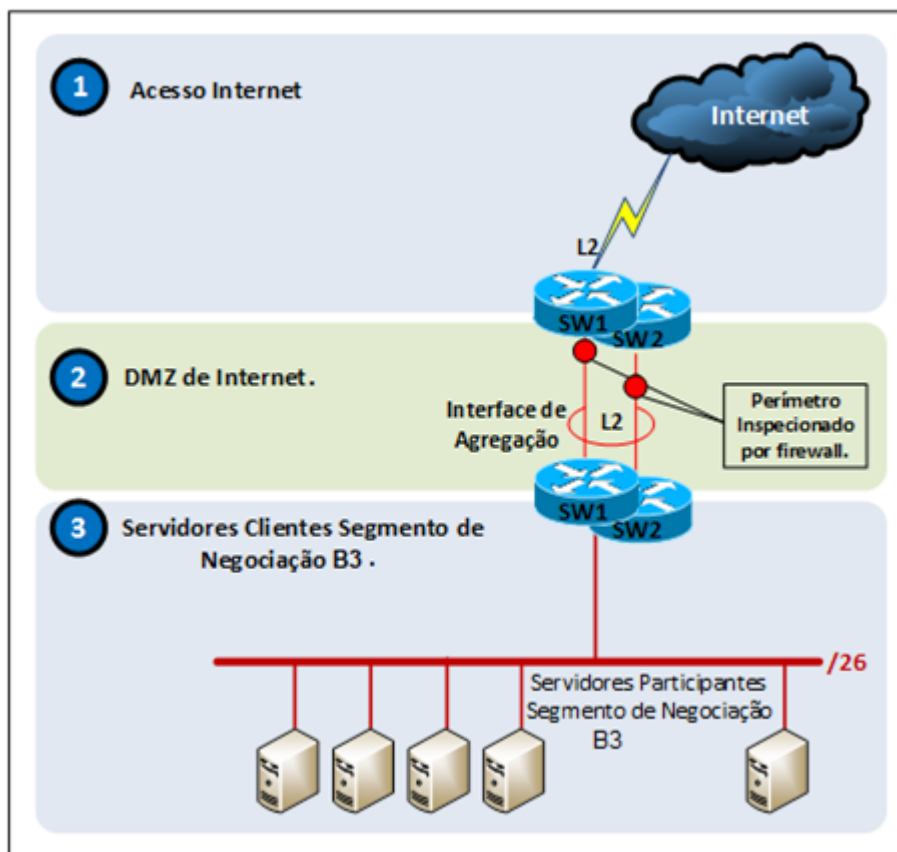 1
Acesso Internet
Internet
L2
SW1
SW2
2
DMZ de Internet.
Interface de
Agregação
L2
Perímetro
Inspecionado
por firewall.
SW1
SW2
3
Servidores Clientes Segmento de
Negociação B3 .
/26
Servidores Participantes
Segmento de Negociação
B3